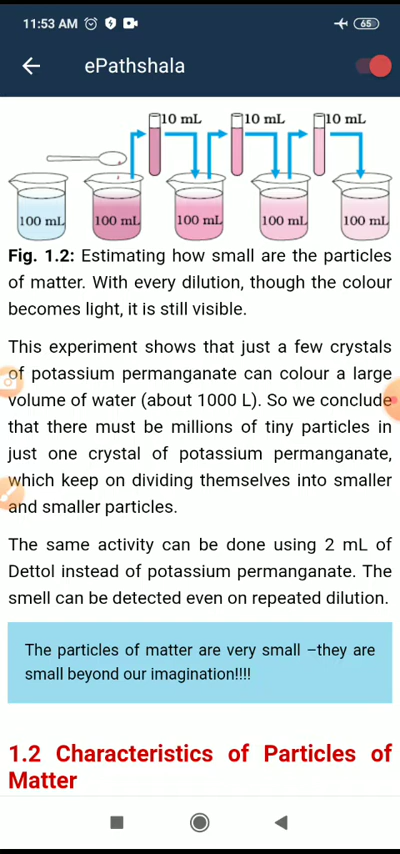 11:53 AM
65
ePathshala
10 mL 10 mL 10 mL
100 mL 100 mL 100 mL 100 mL 100 mL
Fig. 1.2: Estimating how small are the particles
of matter. With every dilution, though the colour
becomes light, it is still visible.
This experiment shows that just a few crystals
of potassium permanganate can colour a large
volume of water (about 1000 L). So we conclude
that there must be millions of tiny particles in
just one crystal of potassium permanganate,
which keep on dividing themselves into smaller
and smaller particles.
The same activity can be done using 2 mL of
Dettol instead of potassium permanganate. The
smell can be detected even on repeated dilution.
The particles of matter are very small –they are
small beyond our imagination!!!!
1.2 Characteristics of Particles of
Matter